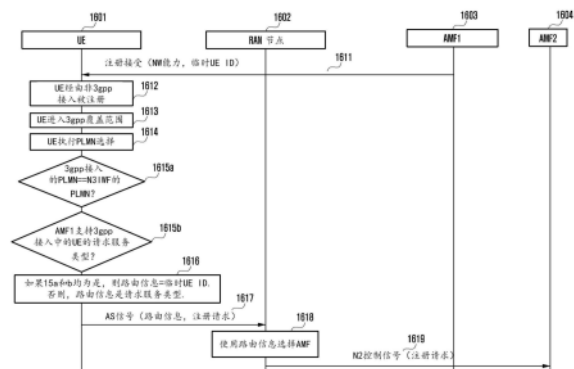 1601
1602
1603
1604
UE
RAN 节点
AMF1
AMF2
1611
注册接受 (NW能力, 临时UE ID)
UE经由非3gpp
接入被注册
1612
1613
UE进入3gpp覆盖范围
1614
UE执行PLMN选择
3gpp接入
的PLMN==N3IWF的
PLMN?
1615a
AMF1支持3gpp
接入中的UE的请求服务
类型?
1615b
1616
如果15a和b均为是, 则路由信息=临时UE ID.
否则, 路由信息是请求服务类型.
1617
AS信号 (路由信息, 注册请求)
1618
使用路由信息选择AMF
1619
N2控制信号 (注册请求)